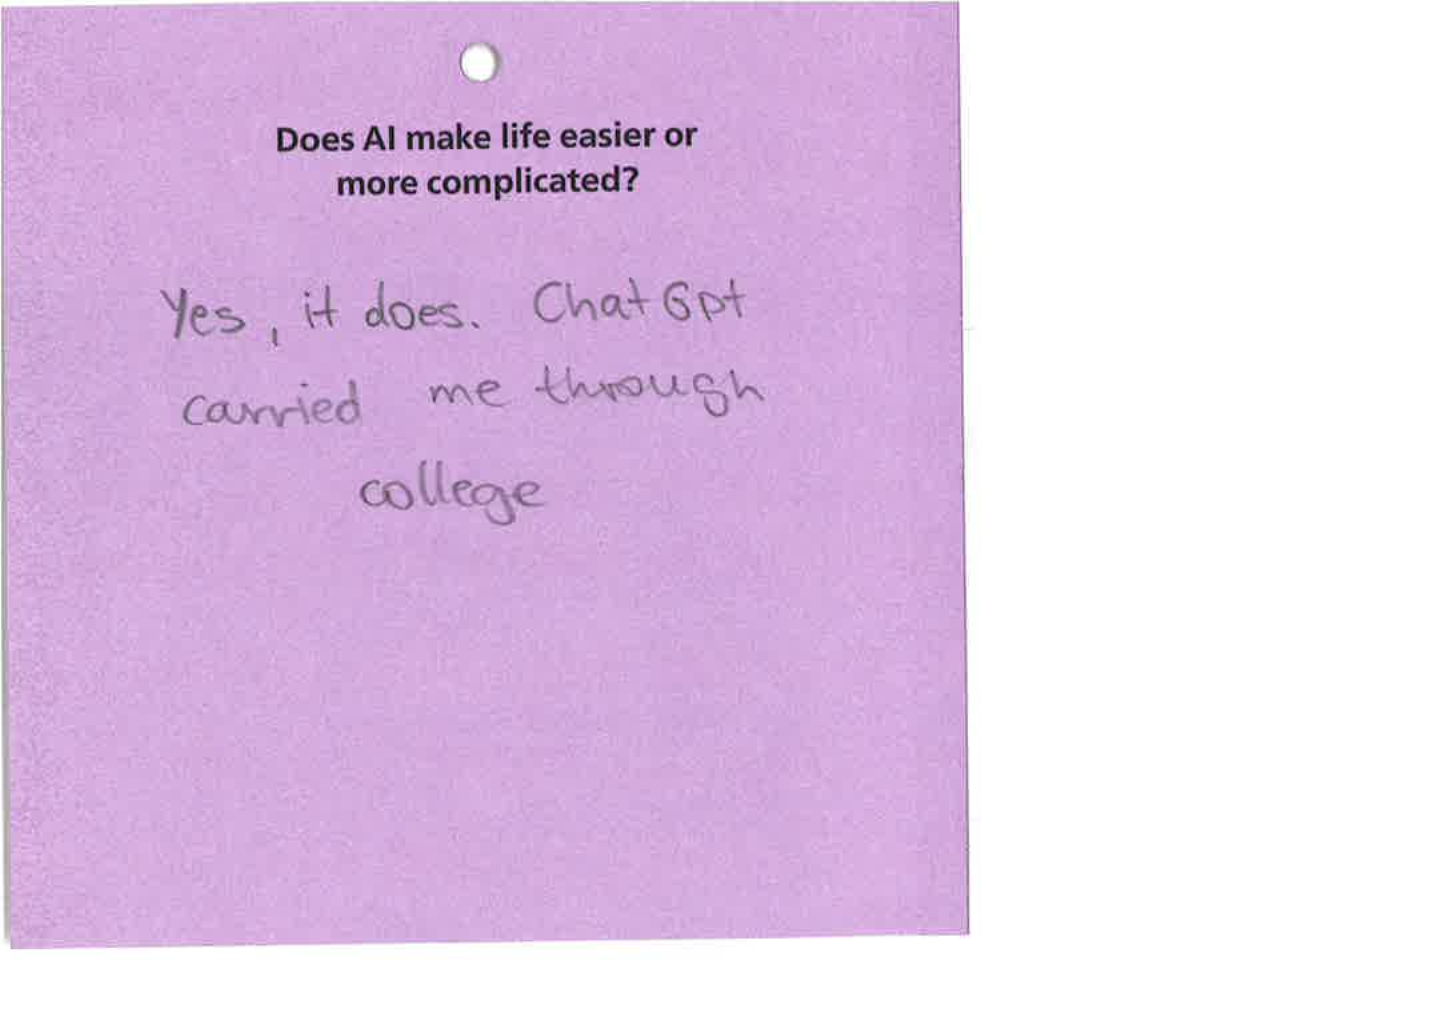 Does AI make life easier or
more complicated?
Yes, it does. Chat Gpt
carried me through
college